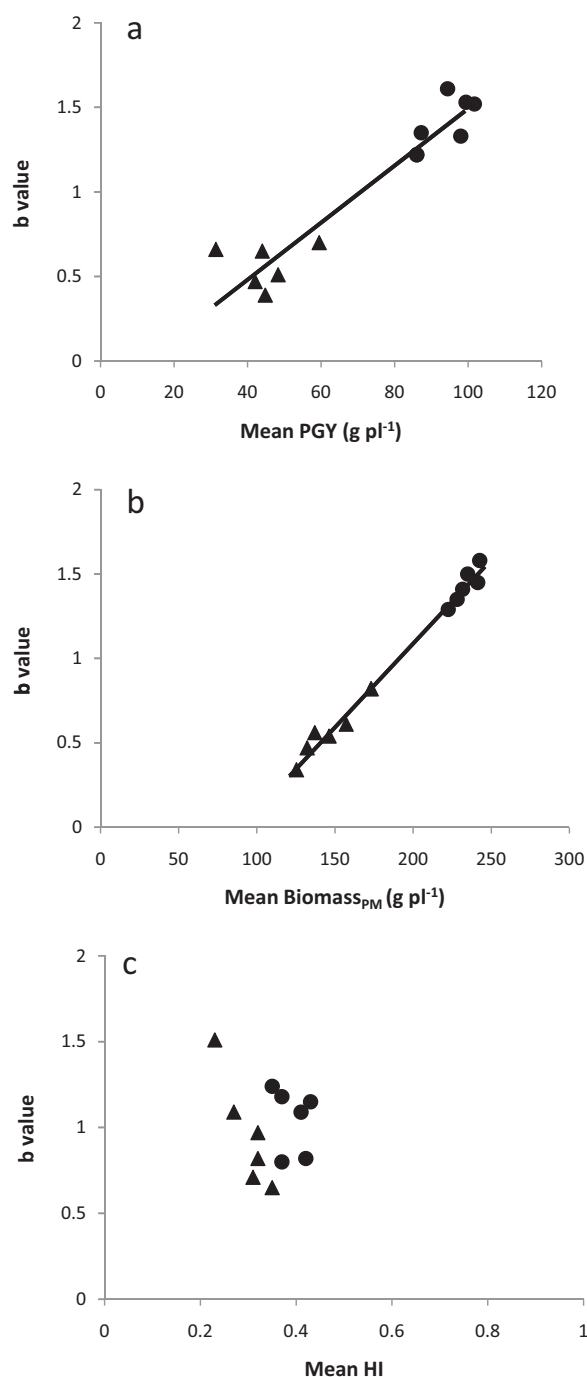 a
2
1.5
1
0.5
0
b value
0 20 40 60 80 100 120
Mean PGY (g pl⁻¹)
b
2
1.5
1
0.5
0
b value
0 50 100 150 200 250 300
Mean Biomass_PM (g pl⁻¹)
c
2
1.5
1
0.5
0
b value
0 0.2 0.4 0.6 0.8 1
Mean HI